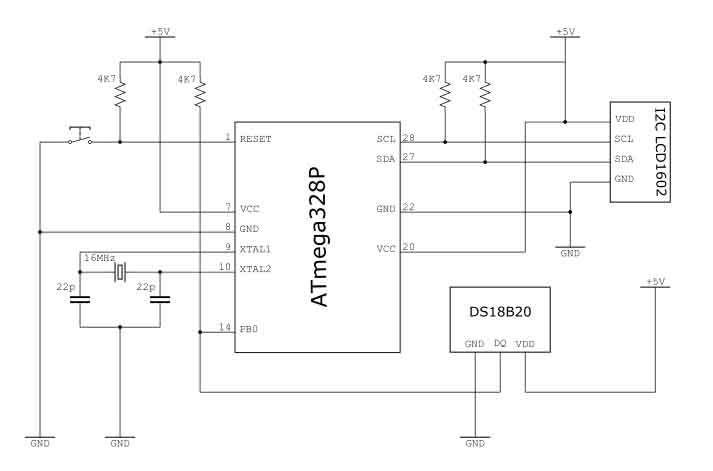 +5V
+5V
4K7
4K7
4K7
4K7
1
RESET
7
VCC
8
GND
9
XTAL1
10
XTAL2
14
PB0
ATmega328P
SCL
28
SDA
27
GND
22
VCC
20
16MHz
22p
22p
I2C LCD1602
VDD
SCL
SDA
GND
GND
+5V
DS18B20
GND
DQ
VDD
GND
GND
GND